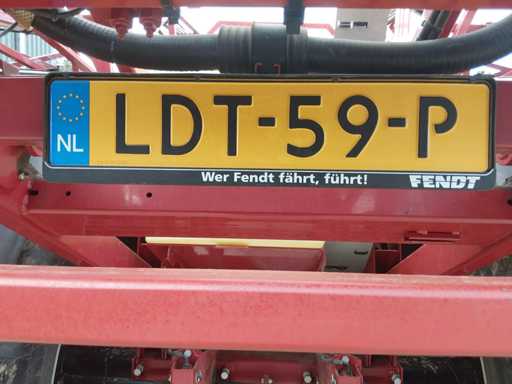 LDT-59-P
NL
Wer Fendt fährt, führt! FENDT